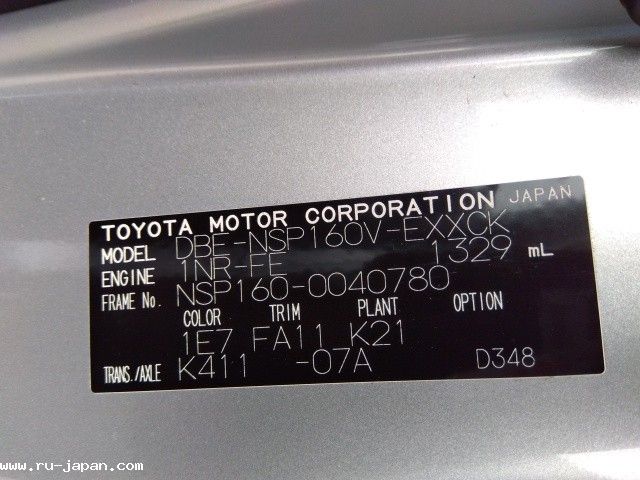 TOYOTA MOTOR CORPORATION JAPAN
MODEL DBE-NSP160V-EXXCK
ENGINE 1NR-FE 1329 mL
FRAME No. NSP160-0040780
COLOR TRIM PLANT OPTION
1E7 FA11 K21
TRANS./AXLE K411 -07A D348
www.ru-japan.com